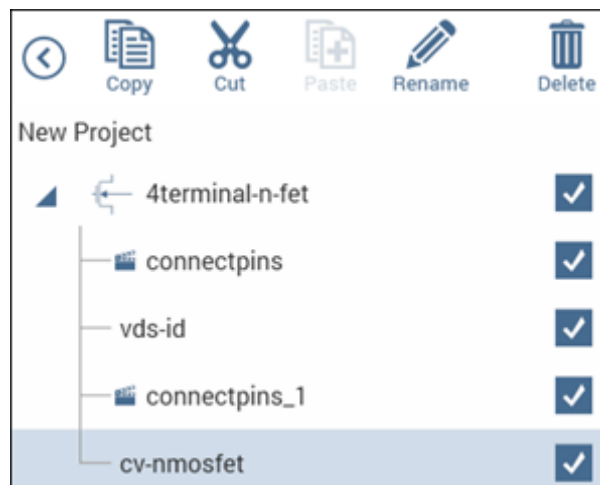 Copy Cut Paste Rename Delete
New Project
4terminal-n-fet
connectpins
vds-id
connectpins_1
cv-nmosfet